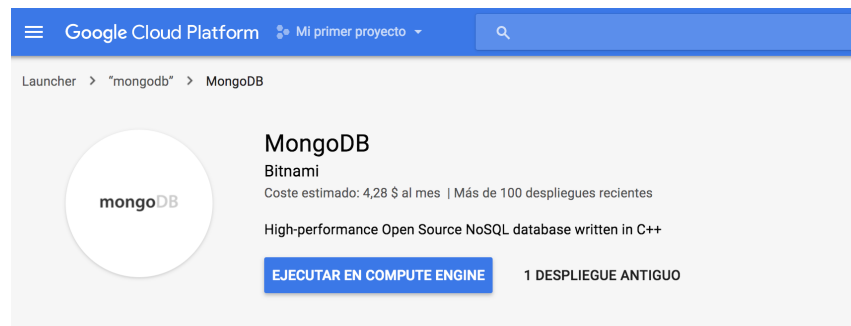 Google Cloud Platform Mi primer proyecto
Launcher > "mongodb" > MongoDB
mongoDB
MongoDB
Bitnami
Coste estimado: 4,28 $ al mes | Más de 100 despliegues recientes
High-performance Open Source NoSQL database written in C++
EJECUTAR EN COMPUTE ENGINE 1 DESPLIEGUE ANTIGUO